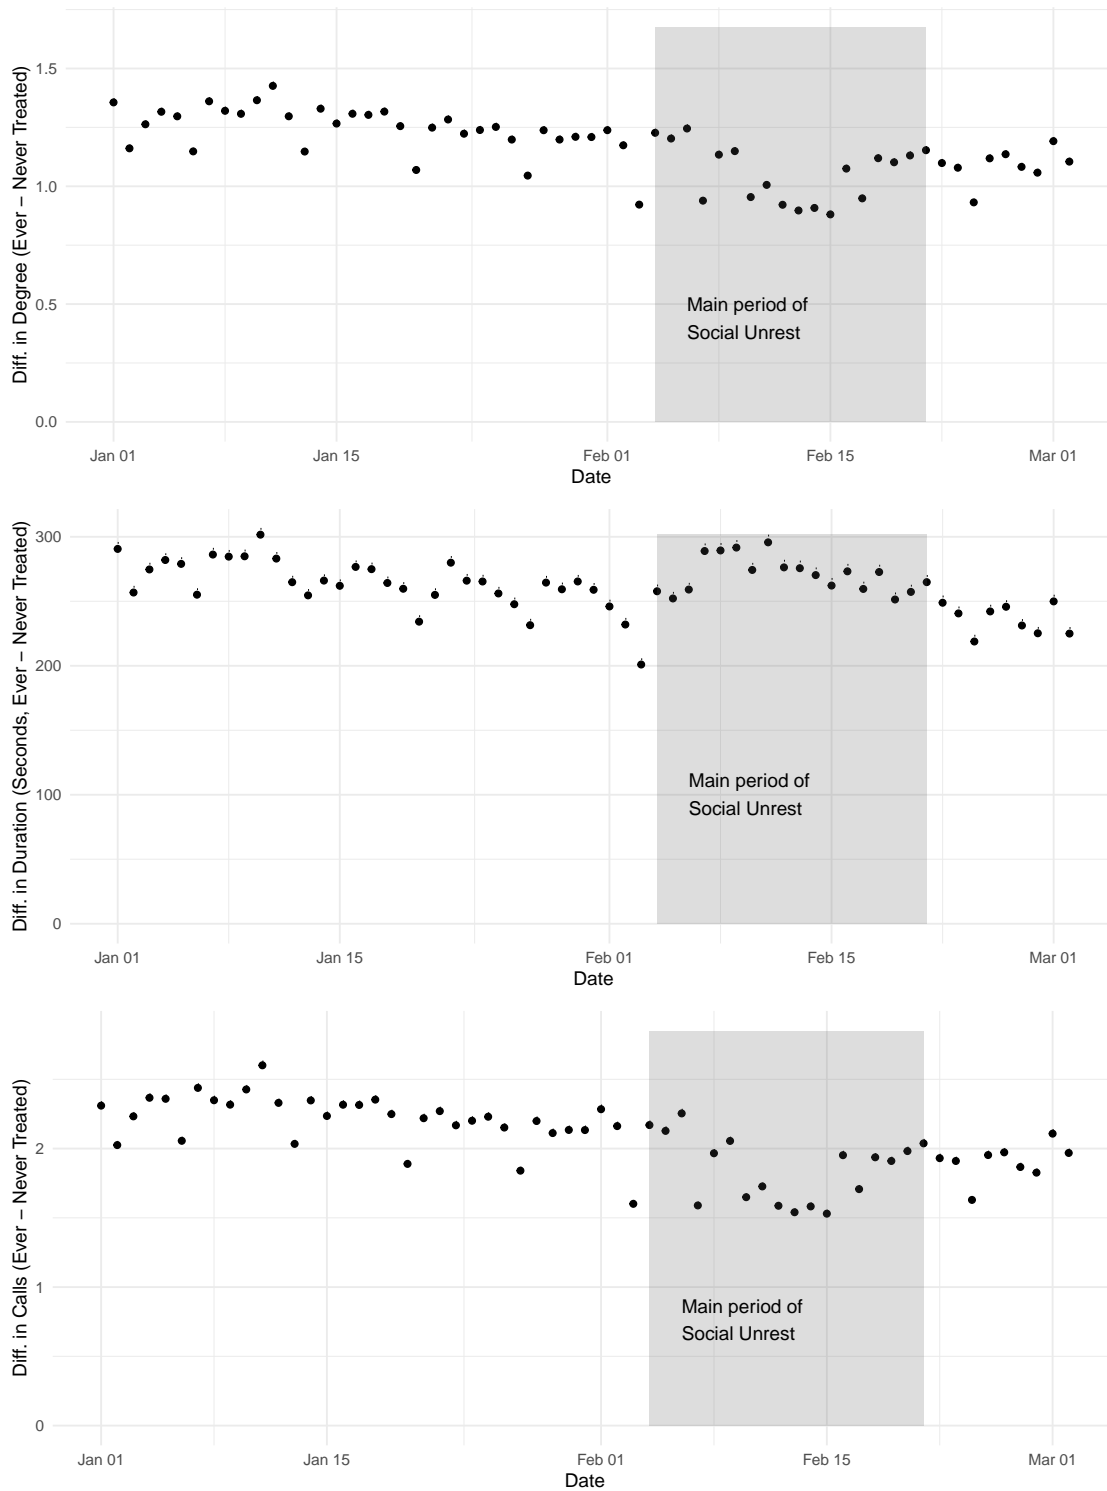 Diff. in Degree (Ever − Never Treated)
1.5
1.0
0.5
0.0
Main period of
Social Unrest
Jan 01
Jan 15
Feb 01
Feb 15
Mar 01
Date
Diff. in Duration (Seconds, Ever − Never Treated)
300
200
100
0
Main period of
Social Unrest
Jan 01
Jan 15
Feb 01
Feb 15
Mar 01
Date
Diff. in Calls (Ever − Never Treated)
2
1
0
Main period of
Social Unrest
Jan 01
Jan 15
Feb 01
Feb 15
Mar 01
Date